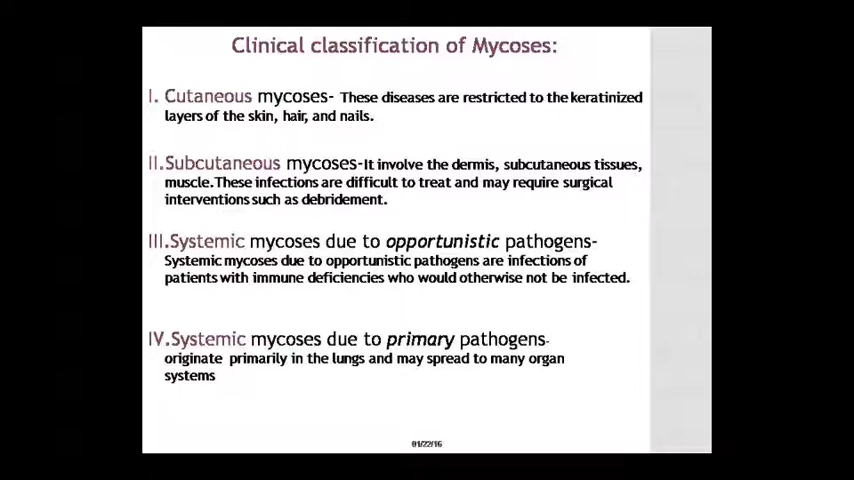 Clinical classification of Mycoses:
I. Cutaneous mycoses- These diseases are restricted to the keratinized
layers of the skin, hair, and nails.
II.Subcutaneous mycoses-It involve the dermis, subcutaneous tissues,
muscle.These infections are difficult to treat and may require surgical
interventions such as debridement.
III.Systemic mycoses due to opportunistic pathogens-
Systemic mycoses due to opportunistic pathogens are infections of
patients with immune deficiencies who would otherwise not be infected.
IV.Systemic mycoses due to primary pathogens-
originate primarily in the lungs and may spread to many organ
systems
01/22/16